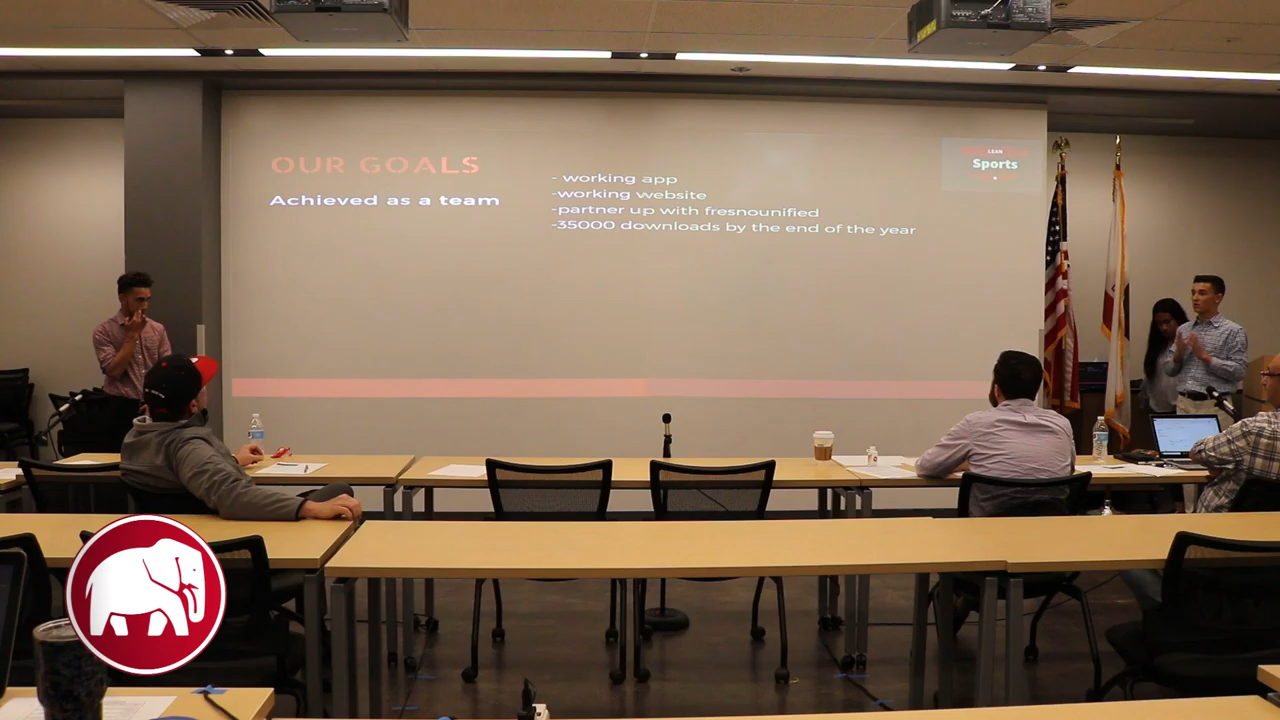 OUR GOALS
Achieved as a team
- working app
-working website
-partner up with fresnounified
-35000 downloads by the end of the year
LEAN
Sports